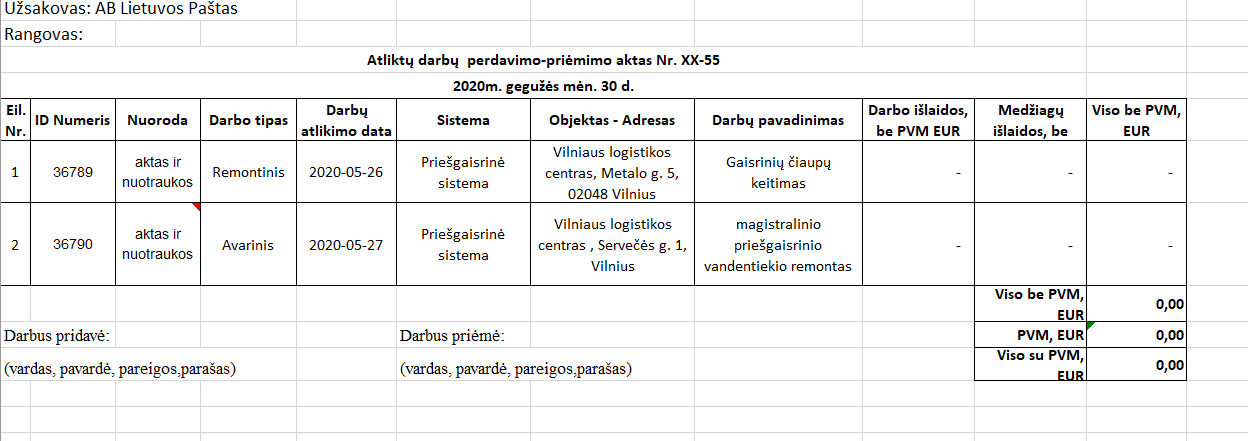 Užsakovas: AB Lietuvos Paštas
Rangovas:
Atliktų darbų perdavimo-priėmimo aktas Nr. XX-55
2020m. gegužės mėn. 30 d.
Eil. Nr. ID Numeris Nuoroda Darbo tipas Darbų atlikimo data Sistema Objektas - Adresas Darbų pavadinimas Darbo išlaidos, be PVM EUR Medžiagų išlaidos, be Viso be PVM, EUR
1 36789 aktas ir nuotraukos Remontinis 2020-05-26 Priešgaisrinė sistema Vilniaus logistikos centras, Metalo g. 5, 02048 Vilnius Gaisrinių čiaupų keitimas - - -
2 36790 aktas ir nuotraukos Avarinis 2020-05-27 Priešgaisrinė sistema Vilniaus logistikos centras , Servečės g. 1, Vilnius magistralinio priešgaisrinio vandentiekio remontas - - -
Viso be PVM, EUR 0,00
Darbus pridavė: Darbus priėmė: PVM, EUR 0,00
(vardas, pavardė, pareigos,parašas) (vardas, pavardė, pareigos,parašas) Viso su PVM, EUR 0,00